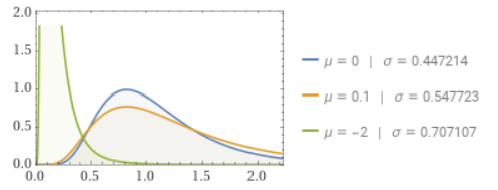 2.0
1.5
1.0
0.5
0.0
0.0 0.5 1.0 1.5 2.0
μ = 0 | σ = 0.447214
μ = 0.1 | σ = 0.547723
μ = −2 | σ = 0.707107